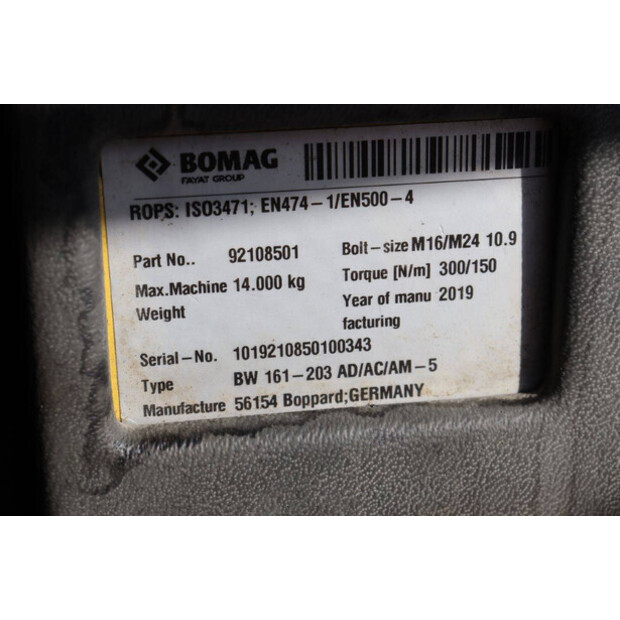 BOMAG
FAYAT GROUP
ROPS: ISO3471; EN474-1/EN500-4
Part No.. 92108501 Bolt-size M16/M24 10.9
Max.Machine 14.000 kg Torque [N/m] 300/150
Weight Year of manu 2019
facturing
Serial-No. 1019210850100343
Type BW 161-203 AD/AC/AM-5
Manufacture 56154 Boppard;GERMANY